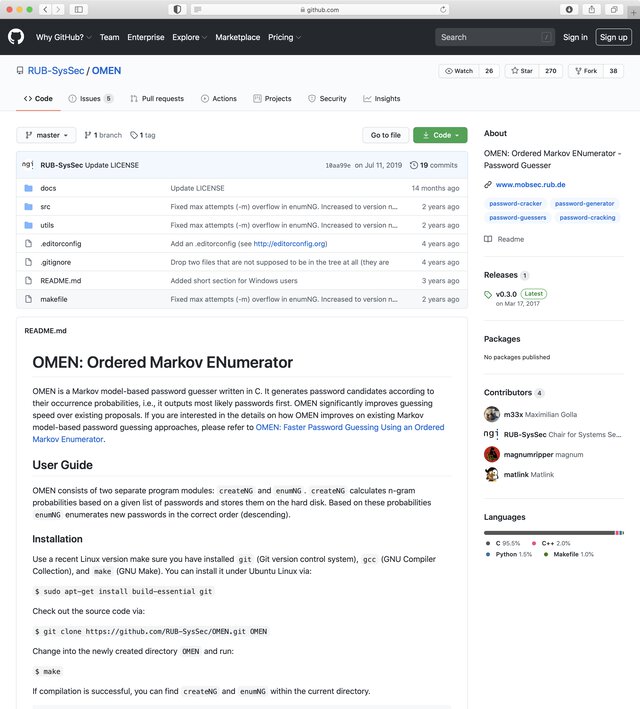 github.com
Why GitHub? Team Enterprise Explore Marketplace Pricing Search / Sign in Sign up
RUB-SysSec / OMEN Watch 26 Star 270 Fork 38
Code Issues 5 Pull requests Actions Projects Security Insights
master 1 branch 1 tag Go to file Code
RUB-SysSec Update LICENSE 10aa99e on Jul 11, 2019 19 commits
docs Update LICENSE 14 months ago
src Fixed max attempts (-m) overflow in enumNG. Increased to version n... 2 years ago
utils Fixed max attempts (-m) overflow in enumNG. Increased to version n... 2 years ago
.editorconfig Add an .editorconfig (see http://editorconfig.org) 4 years ago
.gitignore Drop two files that are not supposed to be in the tree at all (they are 4 years ago
README.md Added short section for Windows users 3 years ago
makefile Fixed max attempts (-m) overflow in enumNG. Increased to version n... 2 years ago
README.md
OMEN: Ordered Markov ENumerator
OMEN is a Markov model-based password guesser written in C. It generates password candidates according to
their occurrence probabilities, i.e., it outputs most likely passwords first. OMEN significantly improves guessing
speed over existing proposals. If you are interested in the details on how OMEN improves on existing Markov
model-based password guessing approaches, please refer to OMEN: Faster Password Guessing Using an Ordered
Markov Enumerator.
User Guide
OMEN consists of two separate program modules: createNG and enumNG. createNG calculates n-gram
probabilities based on a given list of passwords and stores them on the hard disk. Based on these probabilities
enumNG enumerates new passwords in the correct order (descending).
Installation
Use a recent Linux version make sure you have installed git (Git version control system), gcc (GNU Compiler
Collection), and make (GNU Make). You can install it under Ubuntu Linux via:
$ sudo apt-get install build-essential git
Check out the source code via:
$ git clone https://github.com/RUB-SysSec/OMEN.git OMEN
Change into the newly created directory OMEN and run:
$ make
If compilation is successful, you can find createNG and enumNG within the current directory.
About
OMEN: Ordered Markov ENumerator -
Password Guesser
www.mobsec.rub.de
password-cracker password-generator
password-guessers password-cracking
Readme
Releases 1
v0.3.0 Latest
on Mar 17, 2017
Packages
No packages published
Contributors 4
m33x Maximilian Golla
RUB-SysSec Chair for Systems Se...
magnumripper magnum
matlink Matlink
Languages
C 95.5% C++ 2.0%
Python 1.5% Makefile 1.0%